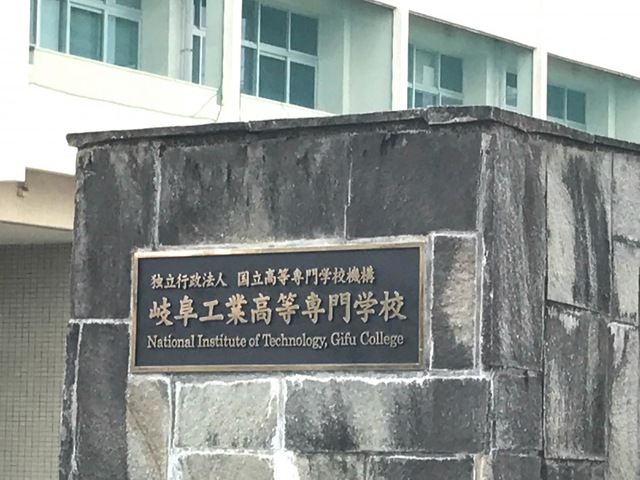 独立行政法人 国立高等専門学校機構
岐阜工業高等専門学校
National Institute of Technology, Gifu College